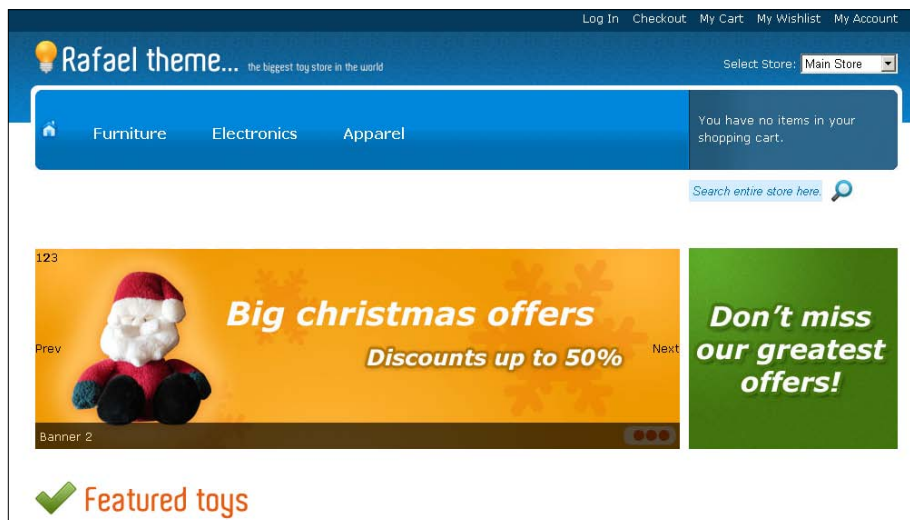 Log In Checkout My Cart My Wishlist My Account
Rafael theme... the biggest toy store in the world
Select Store: Main Store
Furniture Electronics Apparel
You have no items in your
shopping cart.
Search entire store here.
123
Big christmas offers
Discounts up to 50%
Prev
Next
Banner 2
Don't miss
our greatest
offers!
Featured toys